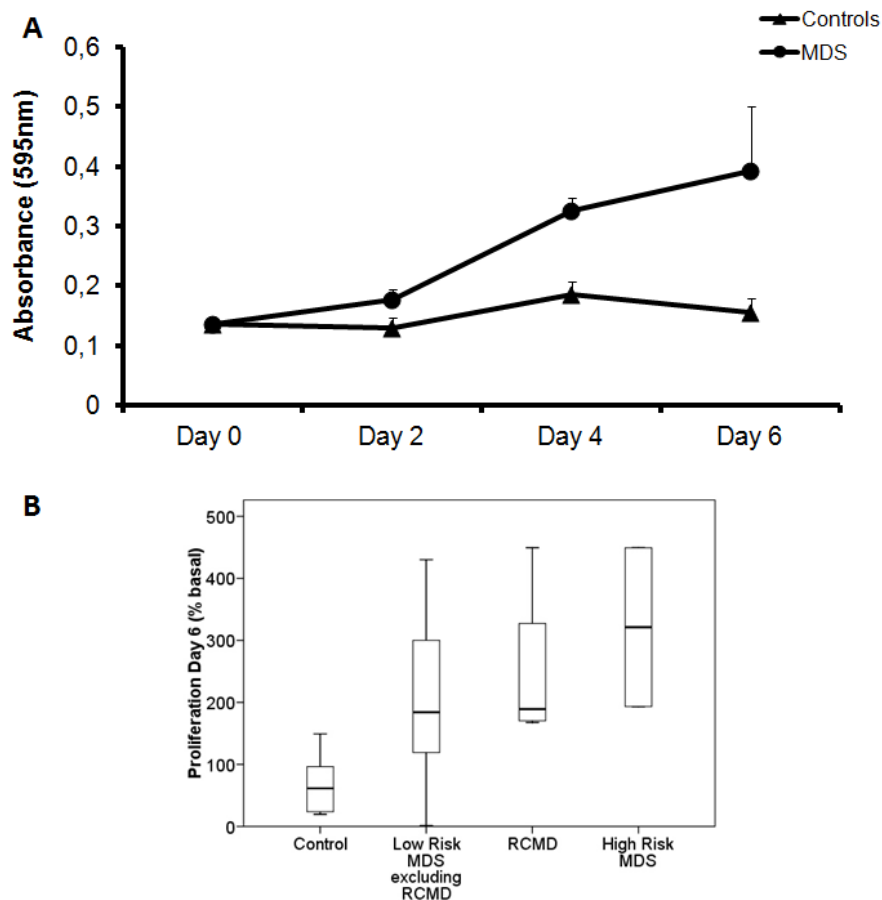 A
Controls
MDS
Absorbance (595nm)
0,6
0,5
0,4
0,3
0,2
0,1
0
Day 0
Day 2
Day 4
Day 6
B
Proliferation Day 6 (% basal)
500
400
300
200
100
0
Control
Low Risk
MDS
excluding
RCMD
RCMD
High Risk
MDS